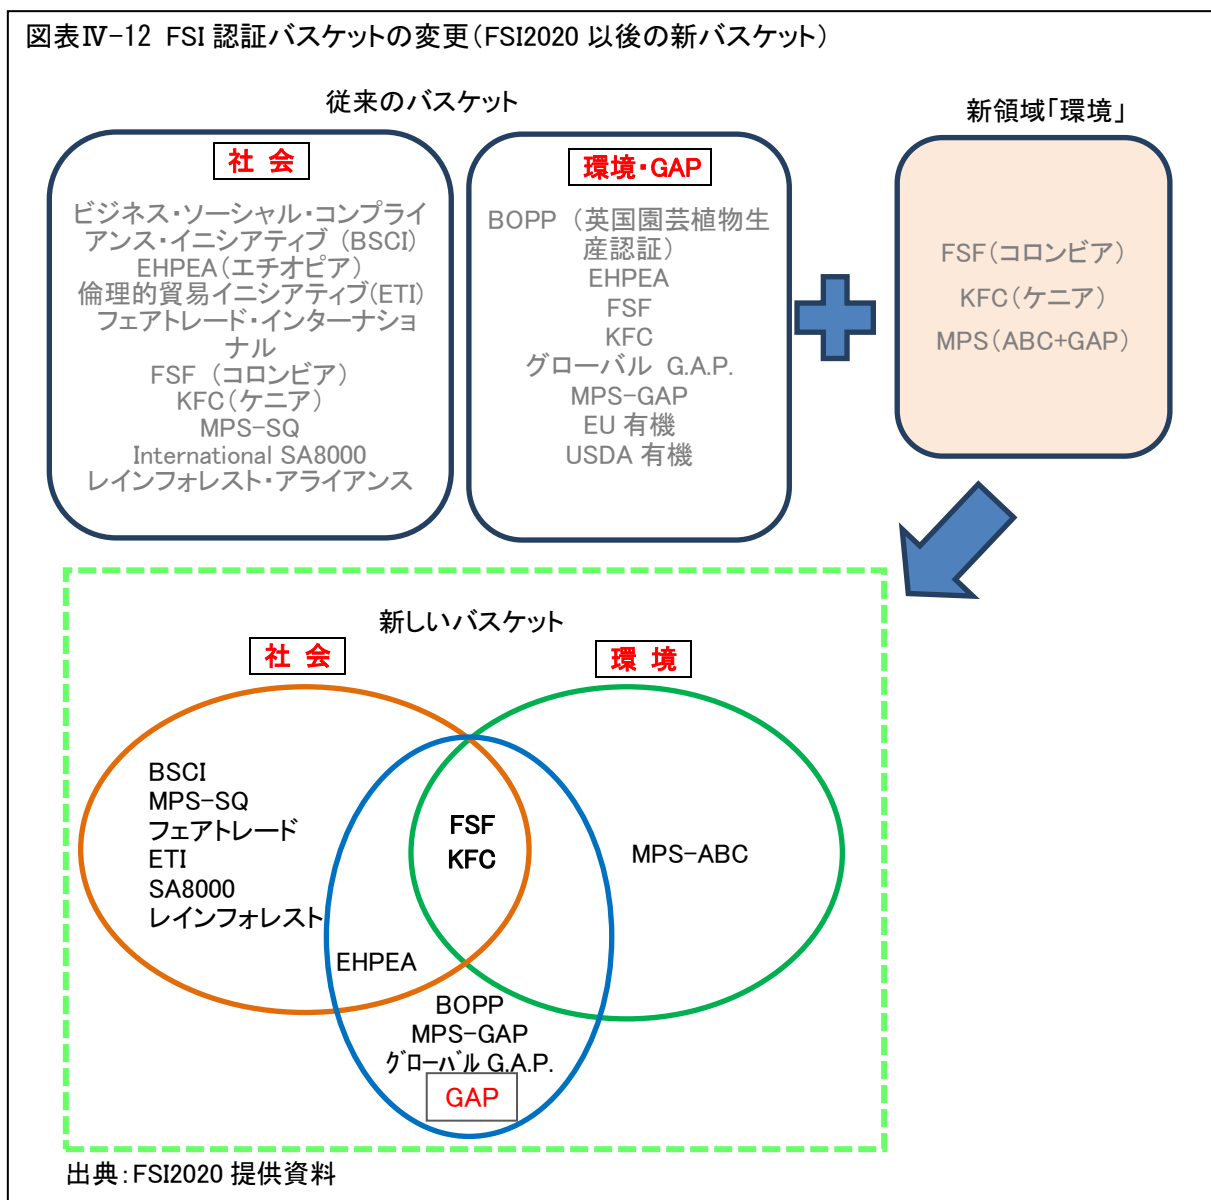 図表Ⅳ-12 FSI 認証バスケットの変更(FSI2020 以後の新バスケット)
従来のバスケット
社 会
ビジネス・ソーシャル・コンプライ
アンス・イニシアティブ (BSCI)
EHPEA(エチオピア)
倫理的貿易イニシアティブ(ETI)
フェアトレード・インターナショ
ナル
FSF (コロンビア)
KFC(ケニア)
MPS-SQ
International SA8000
レインフォレスト・アライアンス
環境・GAP
BOPP (英国園芸植物生
産認証)
EHPEA
FSF
KFC
グローバル G.A.P.
MPS-GAP
EU 有機
USDA 有機
新領域「環境」
FSF(コロンビア)
KFC(ケニア)
MPS(ABC+GAP)
新しいバスケット
社 会
環 境
BSCI
MPS-SQ
フェアトレード
ETI
SA8000
レインフォレスト
FSF
KFC
MPS-ABC
EHPEA
BOPP
MPS-GAP
グローバル G.A.P.
GAP
出典:FSI2020 提供資料